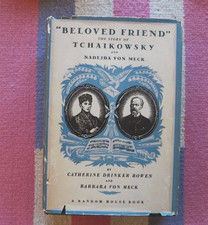 "BELOVED FRIEND"
THE STORY OF
TCHAIKOWSKY
AND
NADEJDA VON MECK
BY
CATHERINE DRINKER BOWEN
AND
BARBARA VON MECK
A RANDOM HOUSE BOOK